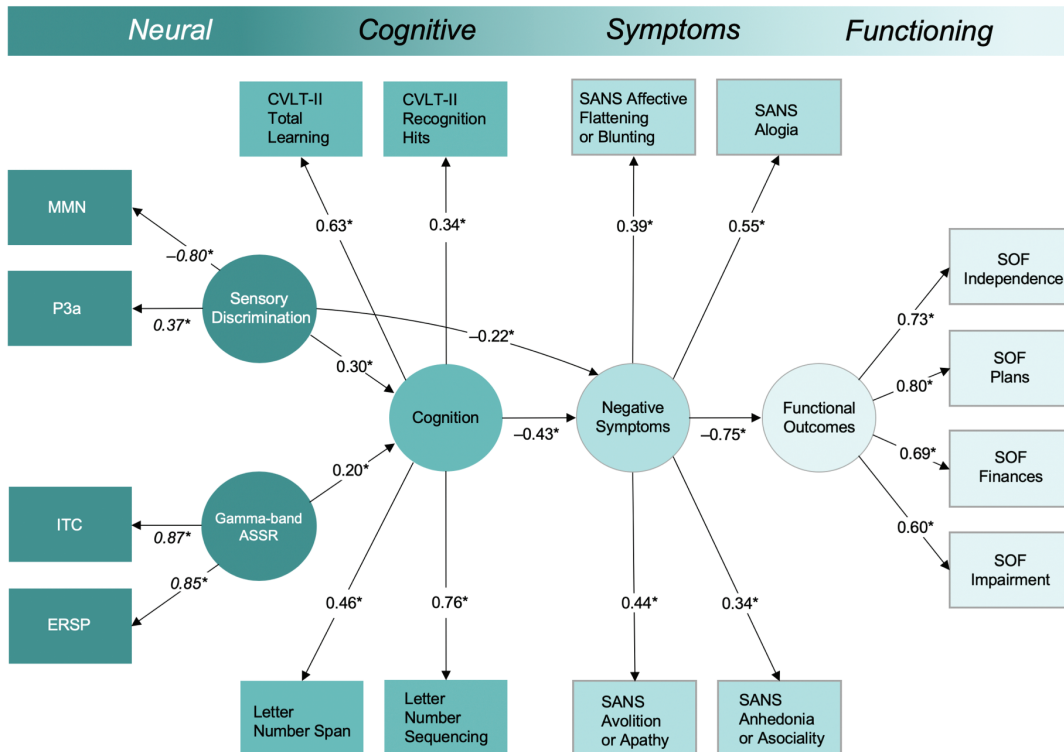 Neural Cognitive Symptoms Functioning
CVLT-II
Total
Learning
CVLT-II
Recognition
Hits
SANS Affective
Flattening
or Blunting
SANS
Alogia
MMN
P3a
–0.80*
0.37*
Sensory
Discrimination
0.63*
0.34*
0.39*
0.55*
–0.22*
0.30*
SOF
Independence
SOF
Plans
SOF
Finances
SOF
Impairment
0.73*
0.80*
0.69*
0.60*
Cognition
–0.43*
Negative
Symptoms
–0.75*
Functional
Outcomes
0.20*
Gamma-band
ASSR
ITC
ERSP
0.87*
0.85*
0.46*
0.76*
0.44*
0.34*
Letter
Number Span
Letter
Number
Sequencing
SANS
Avolition
or Apathy
SANS
Anhedonia
or Asociality